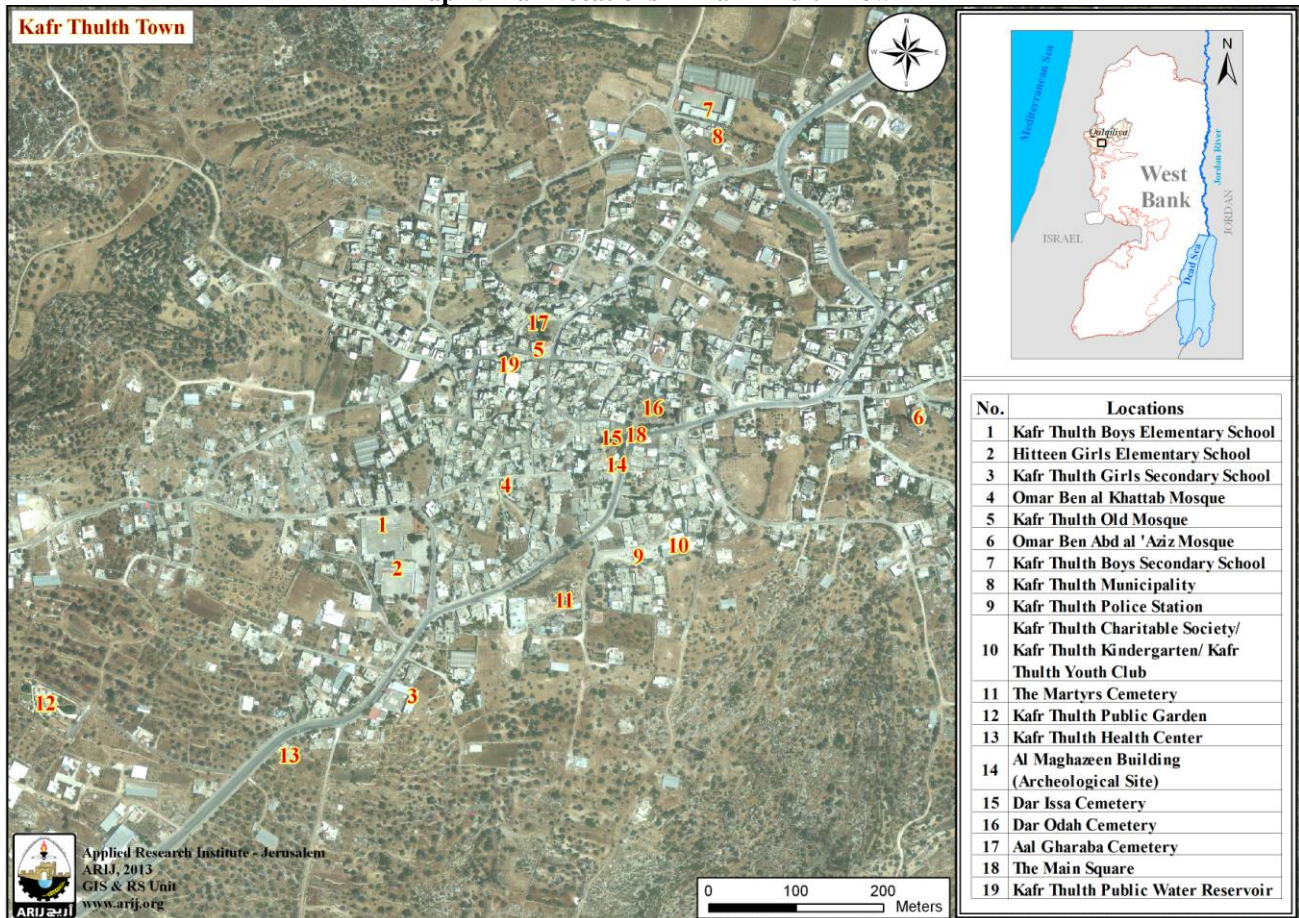 Kafr Thulth Town
N
W
E
S
7
8
17
5
19
16
6
15
18
14
4
1
10
9
2
11
3
12
13
Applied Research Institute - Jerusalem
ARIJ, 2013
GIS & RS Unit
www.arij.org
ARIJ أريج
0 100 200
Meters
N
Mediterranean Sea
Qalqiliya
West
Bank
Jordan River
JORDAN
ISRAEL
Dead Sea
No. Locations
1 Kafr Thulth Boys Elementary School
2 Hitteen Girls Elementary School
3 Kafr Thulth Girls Secondary School
4 Omar Ben al Khattab Mosque
5 Kafr Thulth Old Mosque
6 Omar Ben Abd al 'Aziz Mosque
7 Kafr Thulth Boys Secondary School
8 Kafr Thulth Municipality
9 Kafr Thulth Police Station
10 Kafr Thulth Charitable Society/
Kafr Thulth Kindergarten/ Kafr
Thulth Youth Club
11 The Martyrs Cemetery
12 Kafr Thulth Public Garden
13 Kafr Thulth Health Center
14 Al Maghazeen Building
(Archeological Site)
15 Dar Issa Cemetery
16 Dar Odah Cemetery
17 Aal Gharaba Cemetery
18 The Main Square
19 Kafr Thulth Public Water Reservoir